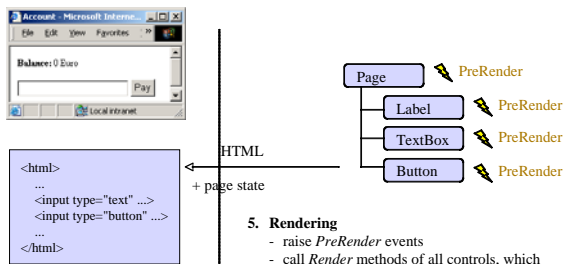 Account - Microsoft Interne...
File Edit View Favorites »
Balance: 0 Euro
Pay
Local intranet
Page PreRender
Label PreRender
TextBox PreRender
Button PreRender
HTML
+ page state
<html>
...
<input type="text" ...>
<input type="button" ...>
...
</html>
5. Rendering
- raise PreRender events
- call Render methods of all controls, which